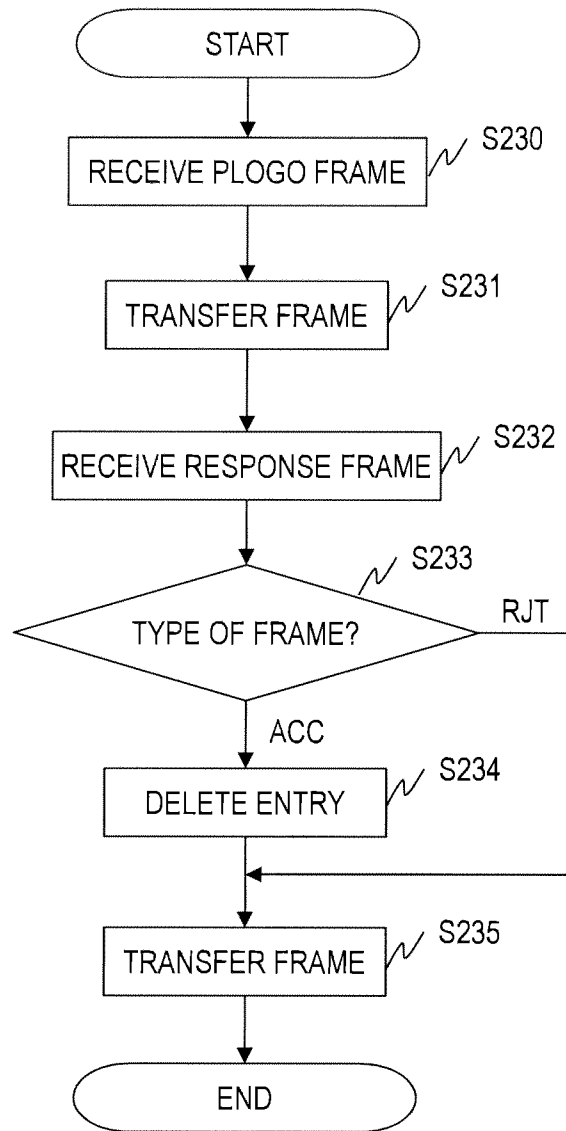 START
S230
RECEIVE PLOGO FRAME
S231
TRANSFER FRAME
S232
RECEIVE RESPONSE FRAME
S233
TYPE OF FRAME?
RJT
ACC
S234
DELETE ENTRY
S235
TRANSFER FRAME
END